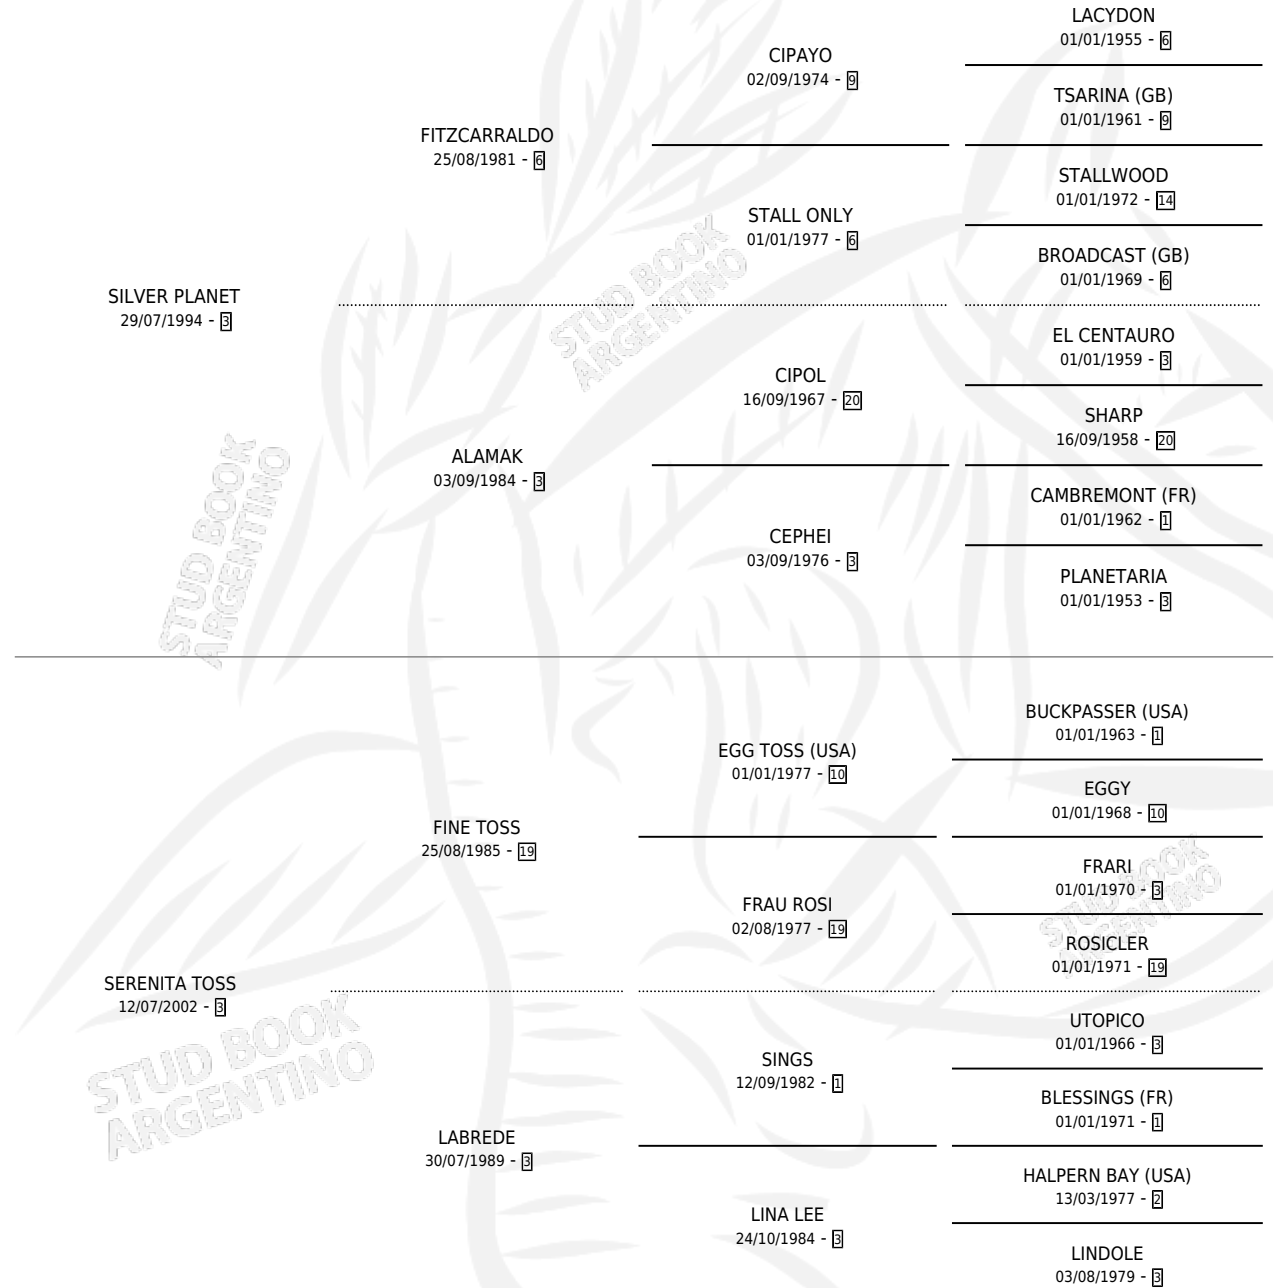 LACYDON
01/01/1955 - 6
CIPAYO
02/09/1974 - 9
TSARINA (GB)
01/01/1961 - 9
FITZCARRALDO
25/08/1981 - 6
STALLWOOD
01/01/1972 - 14
STALL ONLY
01/01/1977 - 6
BROADCAST (GB)
01/01/1969 - 6
SILVER PLANET
29/07/1994 - 3
EL CENTAURO
01/01/1959 - 3
CIPOL
16/09/1967 - 20
SHARP
16/09/1958 - 20
ALAMAK
03/09/1984 - 3
CAMBREMONT (FR)
01/01/1962 - 1
CEPHEI
03/09/1976 - 3
PLANETARIA
01/01/1953 - 3
STUD BOOK
ARGENTINO
STUD BOOK
ARGENTINO
BUCKPASSER (USA)
01/01/1963 - 1
EGG TOSS (USA)
01/01/1977 - 10
EGGY
01/01/1968 - 10
FINE TOSS
25/08/1985 - 19
FRARI
01/01/1970 - 3
FRAU ROSI
02/08/1977 - 19
ROSICLER
01/01/1971 - 19
SERENITA TOSS
12/07/2002 - 3
UTOPICO
01/01/1966 - 3
SINGS
12/09/1982 - 1
BLESSINGS (FR)
01/01/1971 - 1
LABREDE
30/07/1989 - 3
HALPERN BAY (USA)
13/03/1977 - 2
LINA LEE
24/10/1984 - 3
LINDOLE
03/08/1979 - 3
STUD BOOK
ARGENTINO
STUD BOOK
ARGENTINO